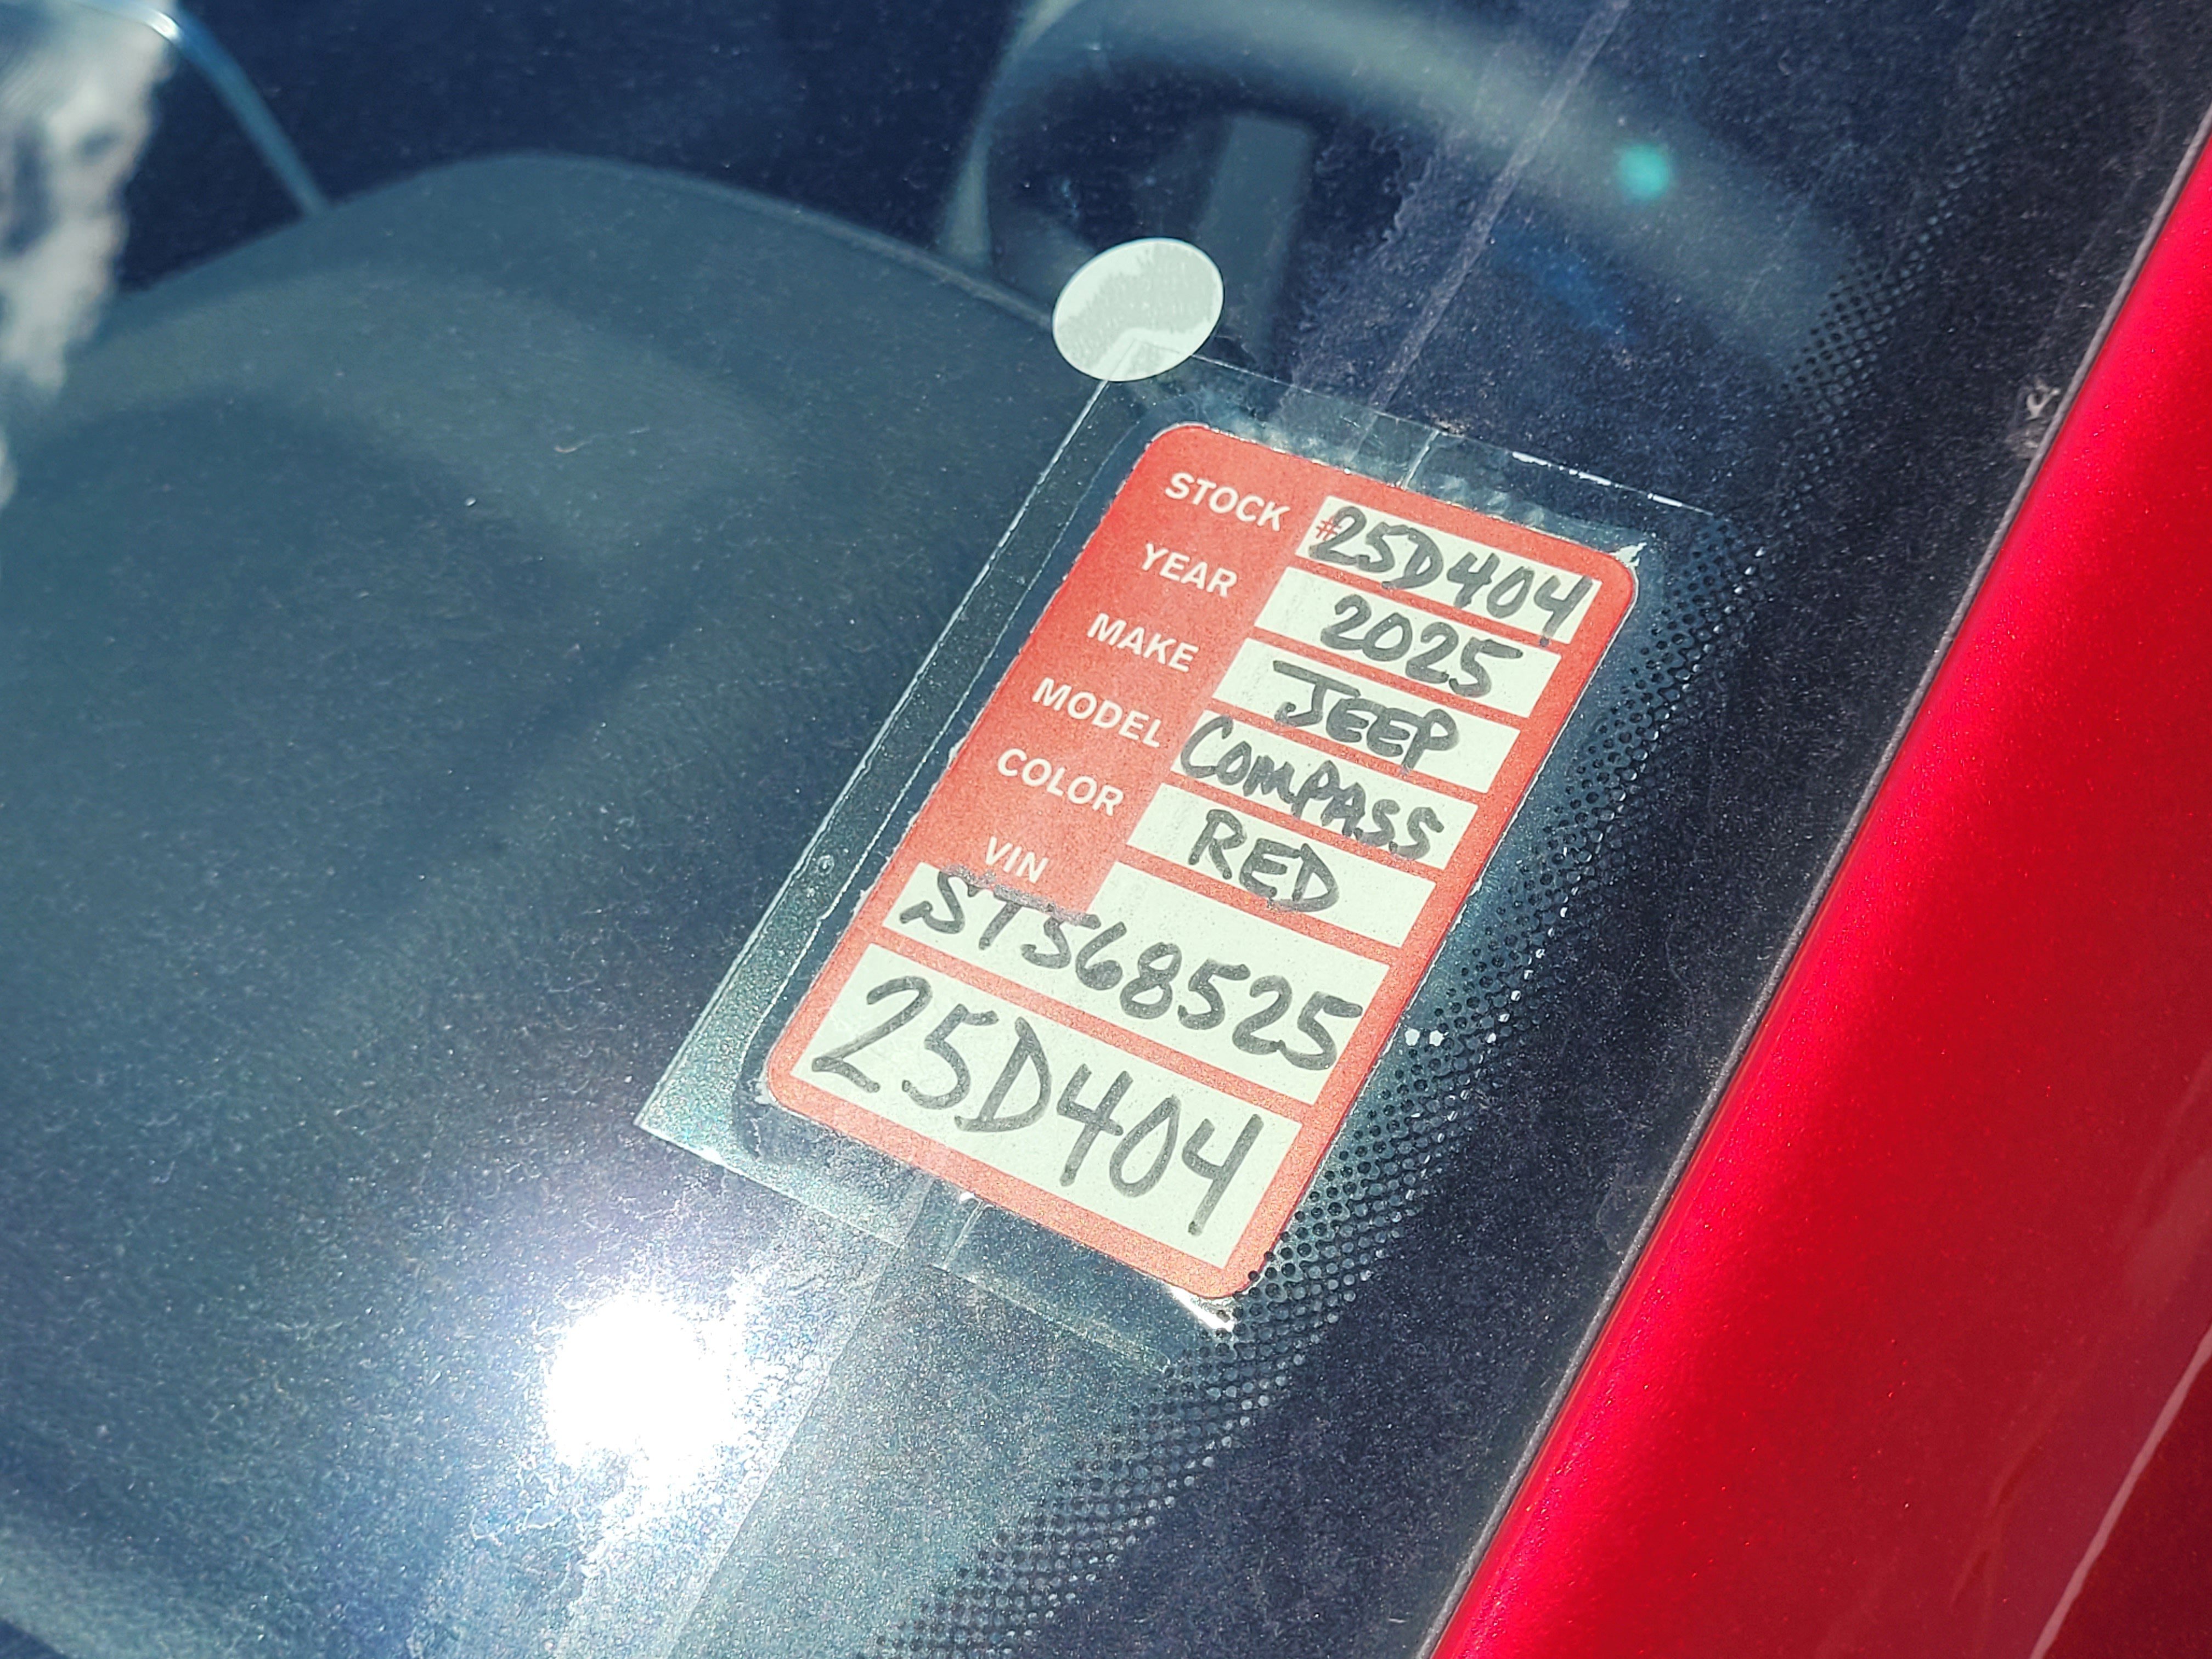 STOCK #25D404
YEAR 2025
MAKE JEEP
MODEL COMPASS
COLOR RED
VIN
ST568525
25D404